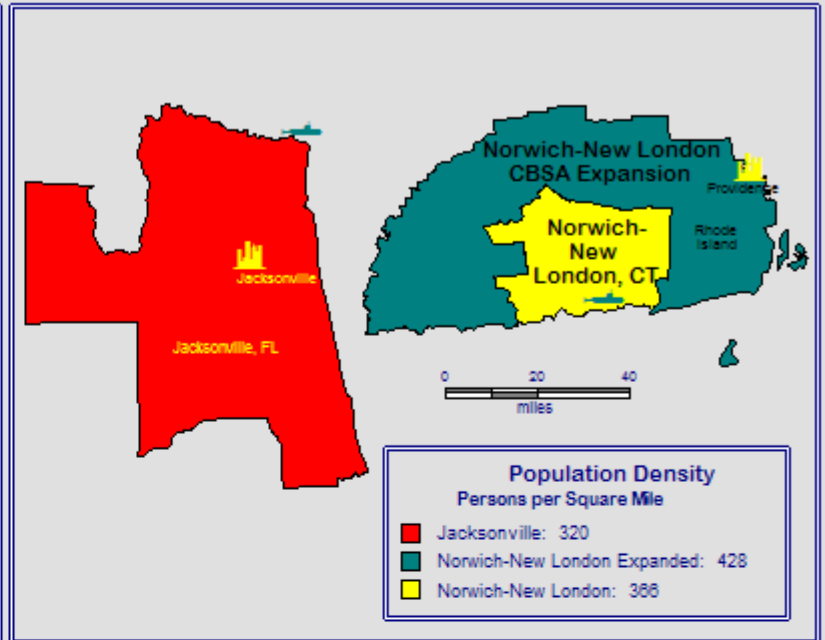 Norwich-New London
CBSA Expansion
Providence
Norwich-
New
London, CT
Rhode
Island
Jacksonville
Jacksonville, FL
0 20 40
miles
Population Density
Persons per Square Mile
Jacksonville: 320
Norwich-New London Expanded: 428
Norwich-New London: 366